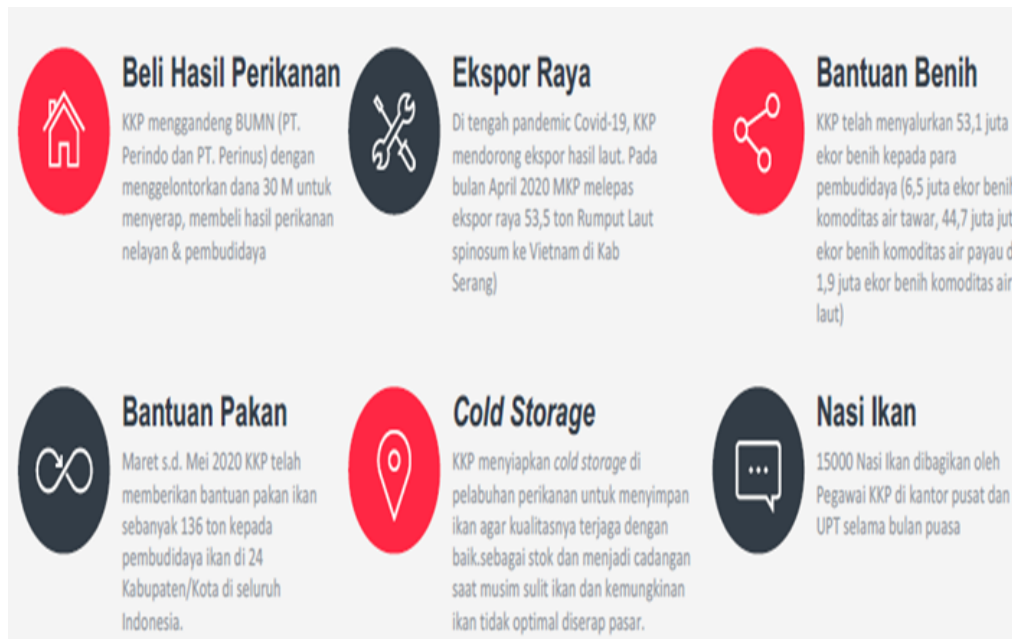 Beli Hasil Perikanan
KKP menggandeng BUMN (PT.
Perindo dan PT. Perinus) dengan
menggelontorkan dana 30 M untuk
menyerap, membeli hasil perikanan
nelayan & pembudidaya
Ekspor Raya
Di tengah pandemic Covid-19, KKP
mendorong ekspor hasil laut. Pada
bulan April 2020 MKP melepas
ekspor raya 53,5 ton Rumput Laut
spinosum ke Vietnam di Kab
Serang)
Bantuan Benih
KKP telah menyalurkan 53,1 juta
ekor benih kepada para
pembudidaya (6,5 juta ekor benih
komoditas air tawar, 44,7 juta
ekor benih komoditas air payau
1,9 juta ekor benih komoditas air
laut)
Bantuan Pakan
Maret s.d. Mei 2020 KKP telah
memberikan bantuan pakan ikan
sebanyak 136 ton kepada
pembudidaya ikan di 24
Kabupaten/Kota di seluruh
Indonesia.
Cold Storage
KKP menyiapkan cold storage di
pelabuhan perikanan untuk menyimpan
ikan agar kualitasnya terjaga dengan
baik.sebagai stok dan menjadi cadangan
saat musim sulit ikan dan kemungkinan
ikan tidak optimal diserap pasar.
Nasi Ikan
15000 Nasi Ikan dibagikan oleh
Pegawai KKP di kantor pusat dan
UPT selama bulan puasa